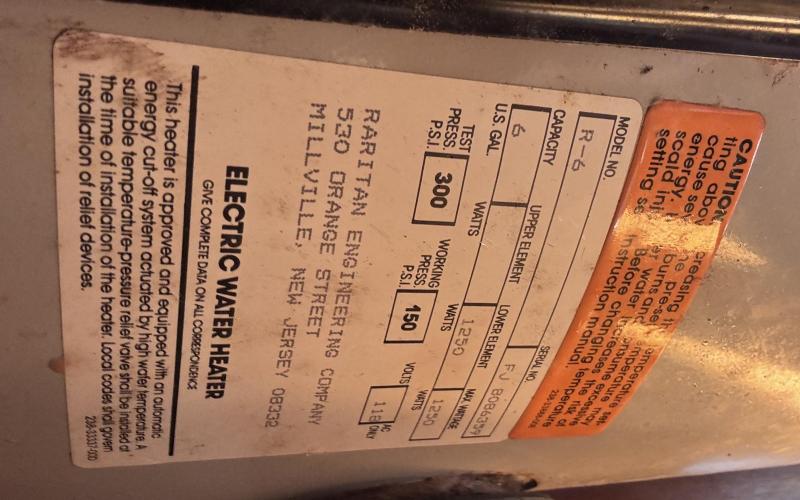 CAUTION
MODEL NO.
R-6
SERIAL NO.
FJ 8086359
CAPACITY
U.S. GAL.
6
UPPER ELEMENT
WATTS
LOWER ELEMENT
WATTS
1250
MAX. WATTAGE
WATTS
1250
TEST
PRESS.
P.S.I.
300
WORKING
PRESS.
P.S.I.
150
VOLTS
118
AC
ONLY
RARITAN ENGINEERING COMPANY
530 ORANGE STREET
MILLVILLE, NEW JERSEY 08332
ELECTRIC WATER HEATER
GIVE COMPLETE DATA ON ALL CORRESPONDENCE
This heater is approved and equipped with an automatic
energy cut-off system actuated by high water temperature. A
suitable temperature-pressure relief valve shall be installed at
the time of installation of the heater. Local codes shall govern
installation of relief devices.
238-33337-00D